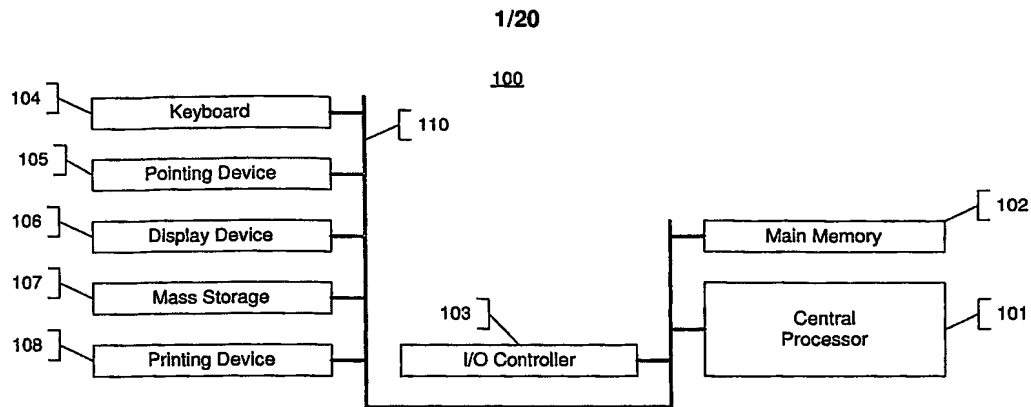 1/20
100
104
Keyboard
110
105
Pointing Device
106
Display Device
102
Main Memory
107
Mass Storage
103
101
Central
Processor
108
Printing Device
I/O Controller